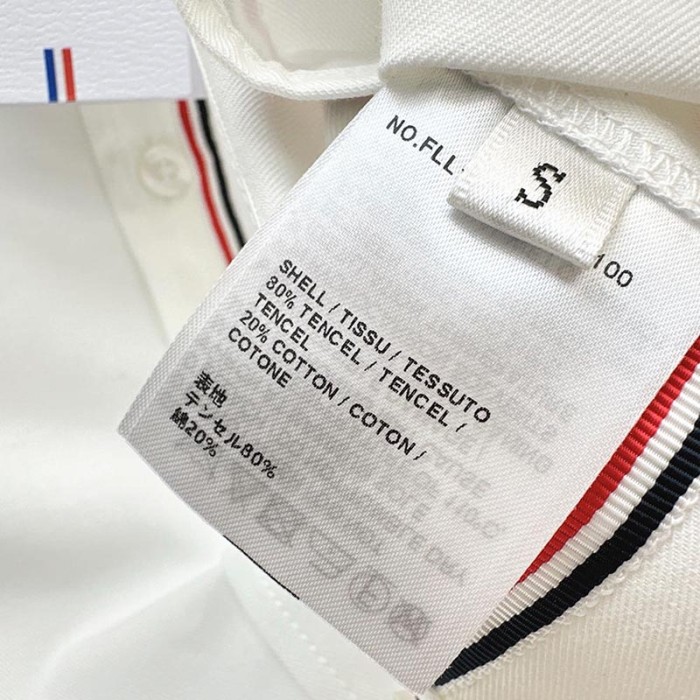 NO.FLL
S
100
SHELL / TISSU / TESSUTO
80% TENCEL / TENCEL /
TENCEL
20% COTTON / COTON /
COTONE
表地
テンセル80%
綿20%